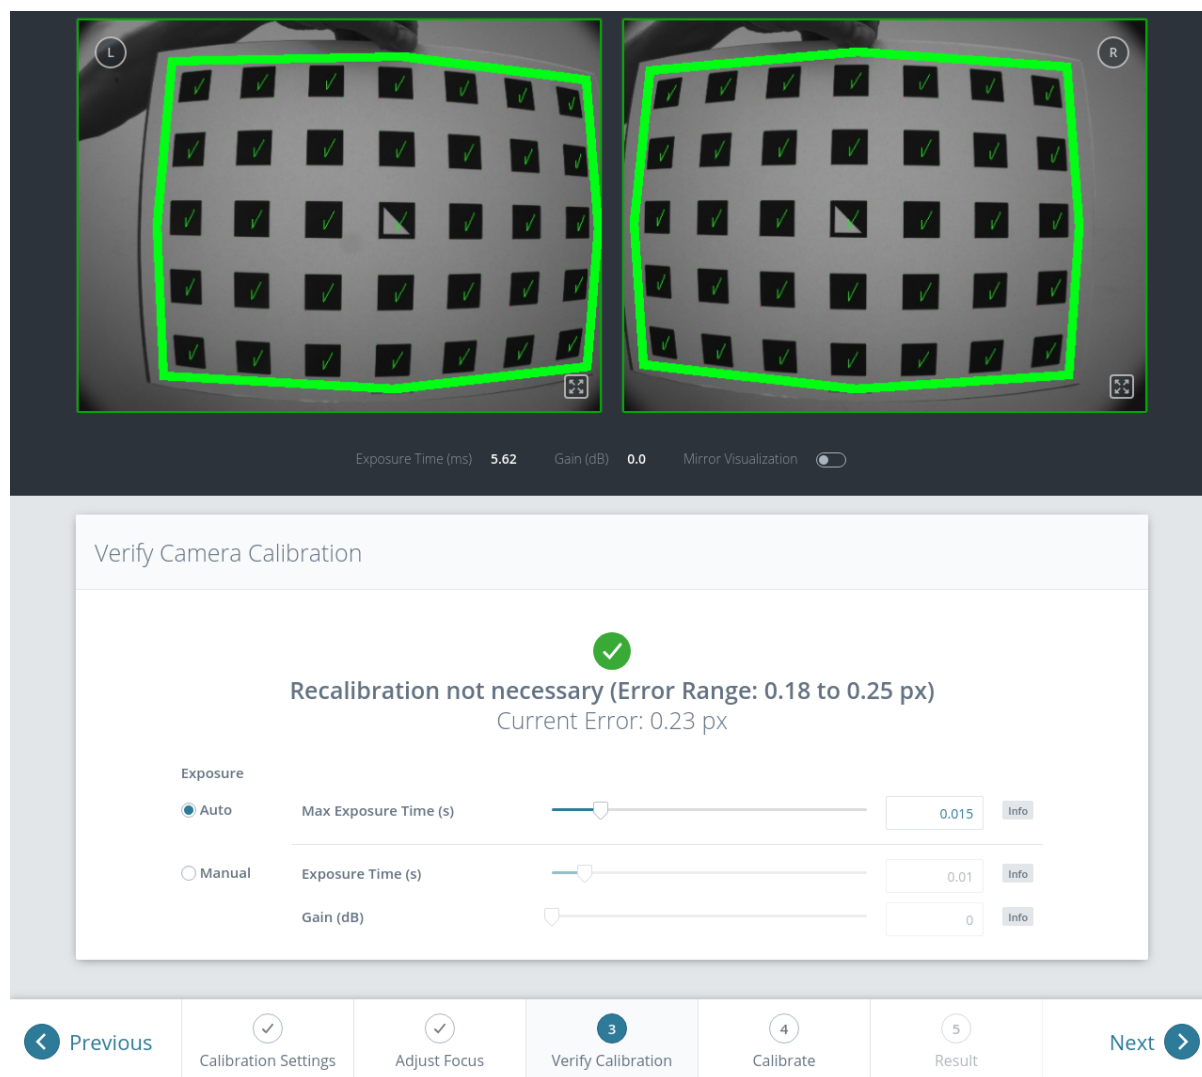 L
R
Exposure Time (ms) 5.62 Gain (dB) 0.0 Mirror Visualization
Verify Camera Calibration
Recalibration not necessary (Error Range: 0.18 to 0.25 px)
Current Error: 0.23 px
Exposure
Auto Max Exposure Time (s) 0.015 Info
Manual Exposure Time (s) 0.01 Info
Gain (dB) 0 Info
Previous
Calibration Settings
Adjust Focus
3
Verify Calibration
4
Calibrate
5
Result
Next